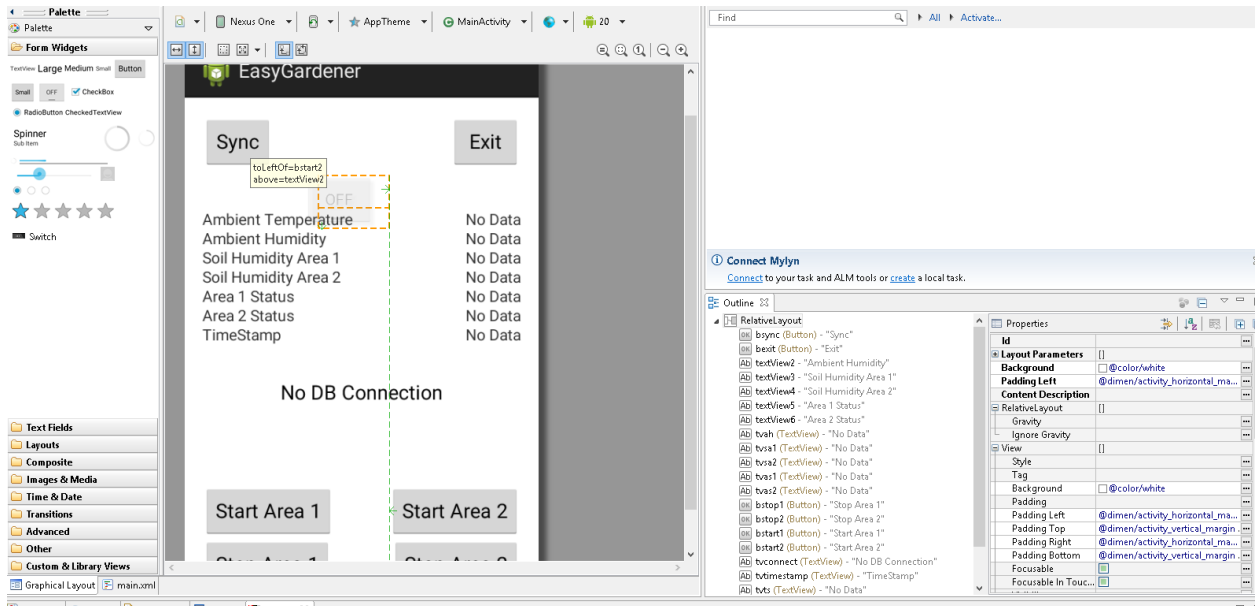 Palette
Palette
Form Widgets
TextView Large Medium Small Button
Small OFF CheckBox
RadioButton CheckedTextView
Spinner
Sub Item
Switch
Text Fields
Layouts
Composite
Images & Media
Time & Date
Transitions
Advanced
Other
Custom & Library Views
Graphical Layout main.xml
Nexus One AppTheme MainActivity 20
EasyGardener
Sync Exit
toLeftOf=bstart2
above=textView2
OFF
Ambient Temperature No Data
Ambient Humidity No Data
Soil Humidity Area 1 No Data
Soil Humidity Area 2 No Data
Area 1 Status No Data
Area 2 Status No Data
TimeStamp No Data
No DB Connection
Start Area 1 Start Area 2
Find All Activate...
Connect Mylyn
Connect to your task and ALM tools or create a local task.
Outline
RelativeLayout
bsync (Button) - "Sync"
bexit (Button) - "Exit"
textView2 - "Ambient Humidity"
textView3 - "Soil Humidity Area 1"
textView4 - "Soil Humidity Area 2"
textView5 - "Area 1 Status"
textView6 - "Area 2 Status"
tvah (TextView) - "No Data"
tvsa1 (TextView) - "No Data"
tvsa2 (TextView) - "No Data"
tvas1 (TextView) - "No Data"
tvas2 (TextView) - "No Data"
bstop1 (Button) - "Stop Area 1"
bstop2 (Button) - "Stop Area 2"
bstart1 (Button) - "Start Area 1"
bstart2 (Button) - "Start Area 2"
tvconnect (TextView) - "No DB Connection"
tvtimestamp (TextView) - "TimeStamp"
tvts (TextView) - "No Data"
Properties
Id
Layout Parameters []
Background @color/white
Padding Left @dimen/activity_horizontal_ma...
Content Description
RelativeLayout []
Gravity
Ignore Gravity
View []
Style
Tag
Background @color/white
Padding
Padding Left @dimen/activity_horizontal_ma...
Padding Top @dimen/activity_vertical_margin
Padding Right @dimen/activity_horizontal_ma...
Padding Bottom @dimen/activity_vertical_margin
Focusable
Focusable In Touc...